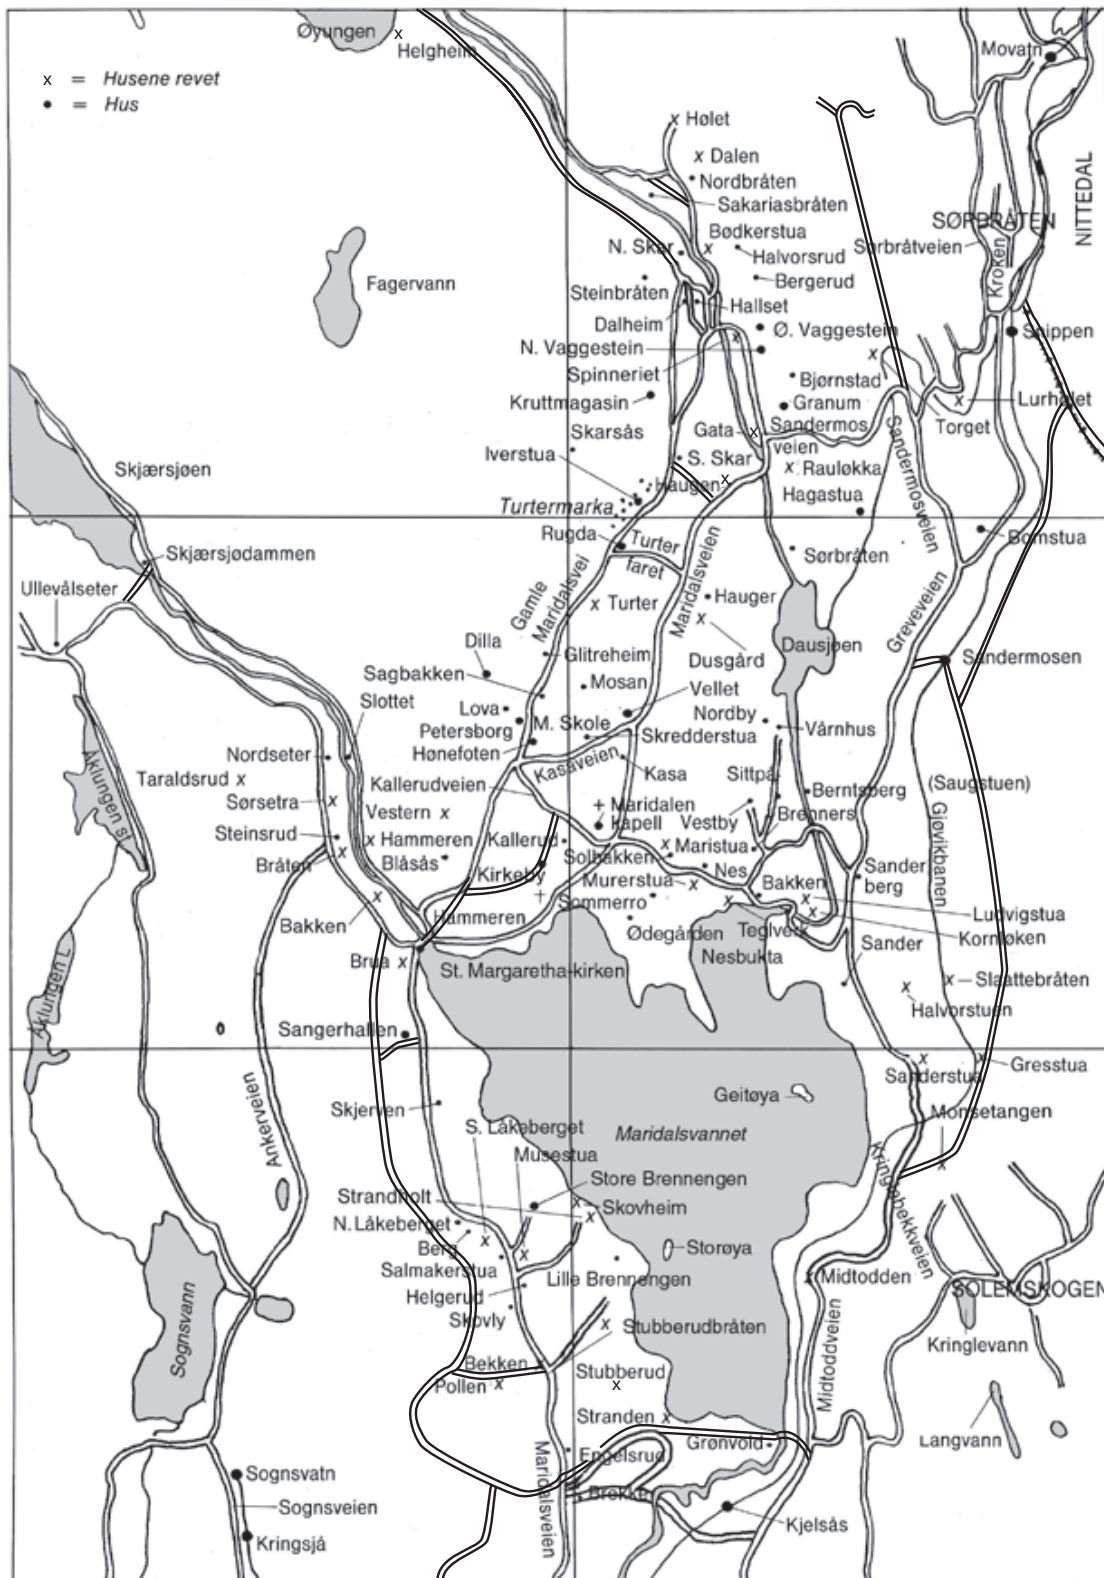 Øyungen
x Helgheim
Movatn
x = Husene revet
• = Hus
x Hølet
x Dalen
Nordbråten
Sakariasbråten
NITTEDAL
SØRBRÅTEN
Bødkerstua
N. Skar
Halvorsrud
Sørbråtveien
Kroken
Fagervann
Steinbråten
Bergerud
Hallset
Dalheim
Ø. Vaggestein
Snippen
N. Vaggestein
Spinneriet
Bjørnstad
Kruttmagasin
Granum
Lurhølet
Torget
Skarsås
Gata
Sandermos
veien
Iverstua
S. Skar
x Rauløkka
Skjærsjøen
Haugen
Hagastua
Sandermosveien
Turtermarka
Rugda
Turter
taret
Maridalsveien
Sørbråten
Bomstua
Skjærsjødammen
Ullevålseter
Gamle
Maridalsvei
x Turter
Hauger
Greveveien
Dilla
Glitreheim
Dusgård
Dausjøen
Sandermosen
Sagbakken
Mosan
Vellet
Slottet
Lova
Petersborg
M. Skole
Nordby
Vårnhus
Hønefoten
Skredderstua
Nordseter
Åklungen st
Taraldsrud x
Kallerudveien
Kasaveien
Kasa
Sittpå
Berntsberg
(Saugstuen)
Gjøvikbanen
Sørsetra
Vestern x
+ Maridalen
kapell
Vestby
Brenners
Steinsrud
x Hammeren
Kallerud
Maristua
Bråten
Blåsås
Solbakken
Nes
Sander
berg
Kirkeby
Murerstua
Bakken
Sommerro
Bakken
Hammeren
Ødegården
Teglverk
Ludvigstua
Kornløken
Nesbukta
Sander
Brua x
St. Margaretha-kirken
Slaattebråten
Åklungen L
Halvorstuen
Sangerhallen
Sanderstua
Gresstua
Ankerveien
Geitøya
Skjerven
Monsetangen
S. Låkeberget
Maridalsvannet
Musestua
Kringlebekkveien
Store Brennengen
Strandholt
Skovheim
N. Låkeberget
Berg
Storøya
Salmakerstua
Lille Brennengen
Midtodden
SOLEMSKOGEN
Helgerud
Skovly
Stubberudbråten
Kringlevann
Sognsvann
Bekken
Stubberud
x
Midtoddveien
Pollen x
Stranden x
Maridalsveien
Engelsrud
Grønvold
Langvann
Sognsvatn
Brekke
Sognsveien
Kjelsås
Kringsjå